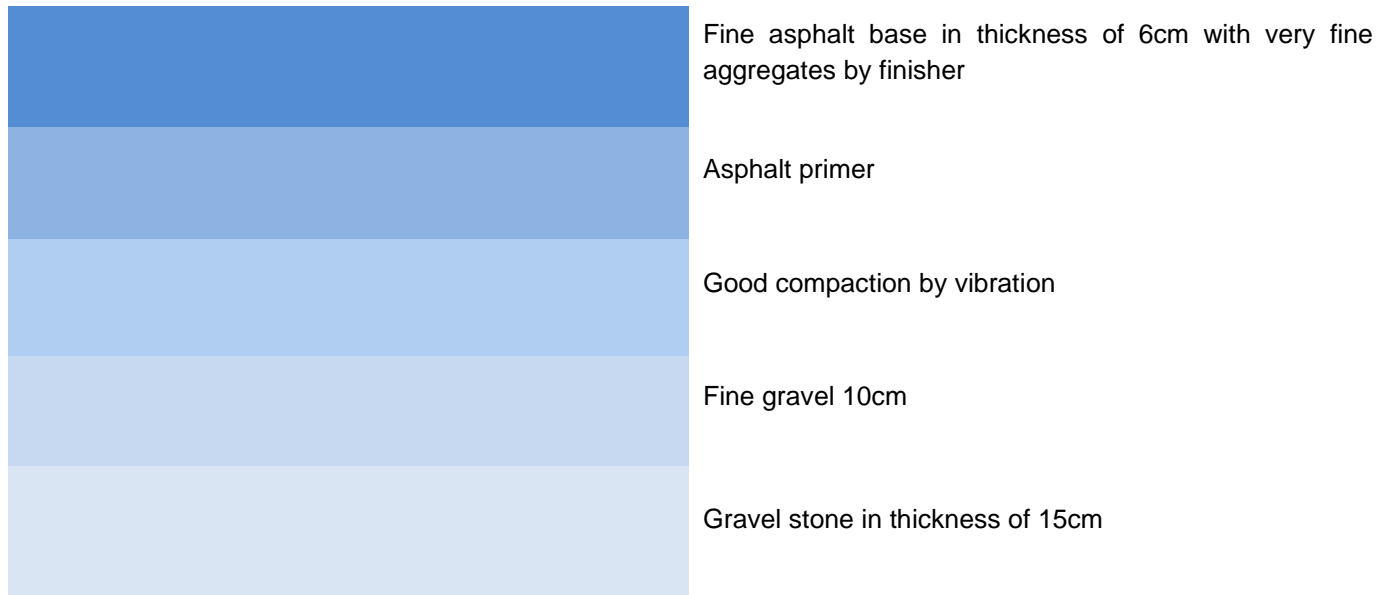 Fine asphalt base in thickness of 6cm with very fine
aggregates by finisher
Asphalt primer
Good compaction by vibration
Fine gravel 10cm
Gravel stone in thickness of 15cm